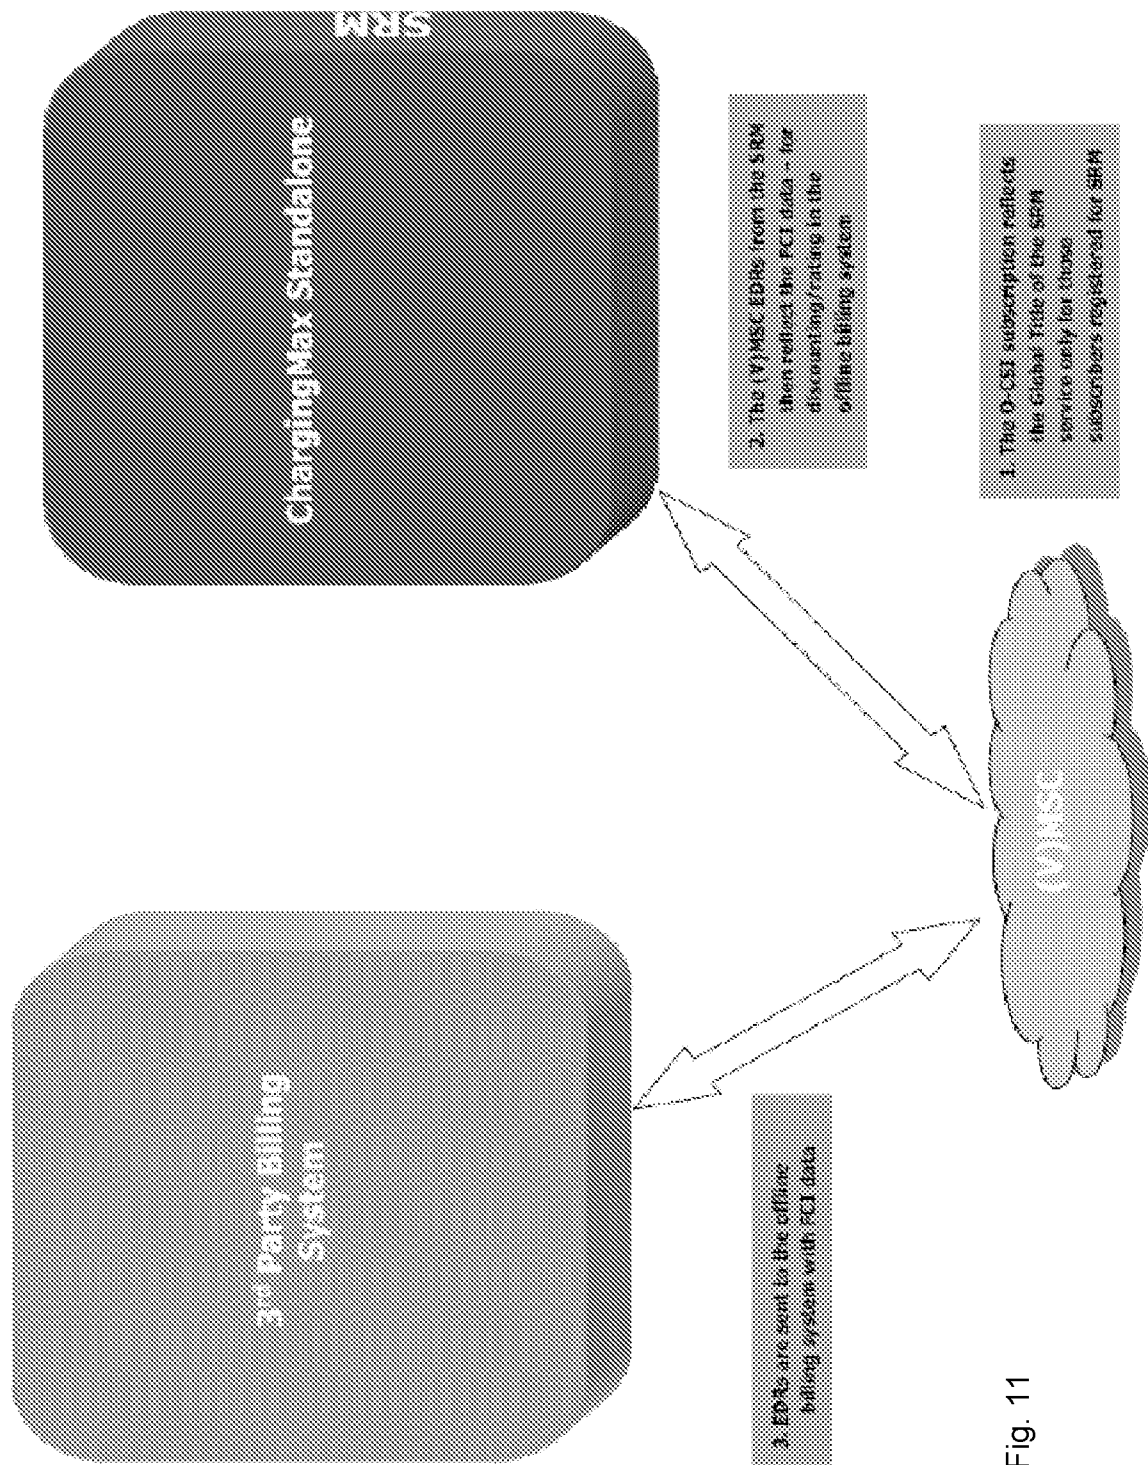 3rd Party Billing
System
ChargingMax Standalone
SRM
3. EDRs are sent to the offline
billing system with FCI data
2. The (V)MSC EDRs from the SRM
then reflect the FCI data – for
discounting/rating in the
offline billing system
(V)MSC
1. The O-CSI subscription reflects
the Global Title of the SRM
service only for those
subscribers registered for SRM
Fig. 11